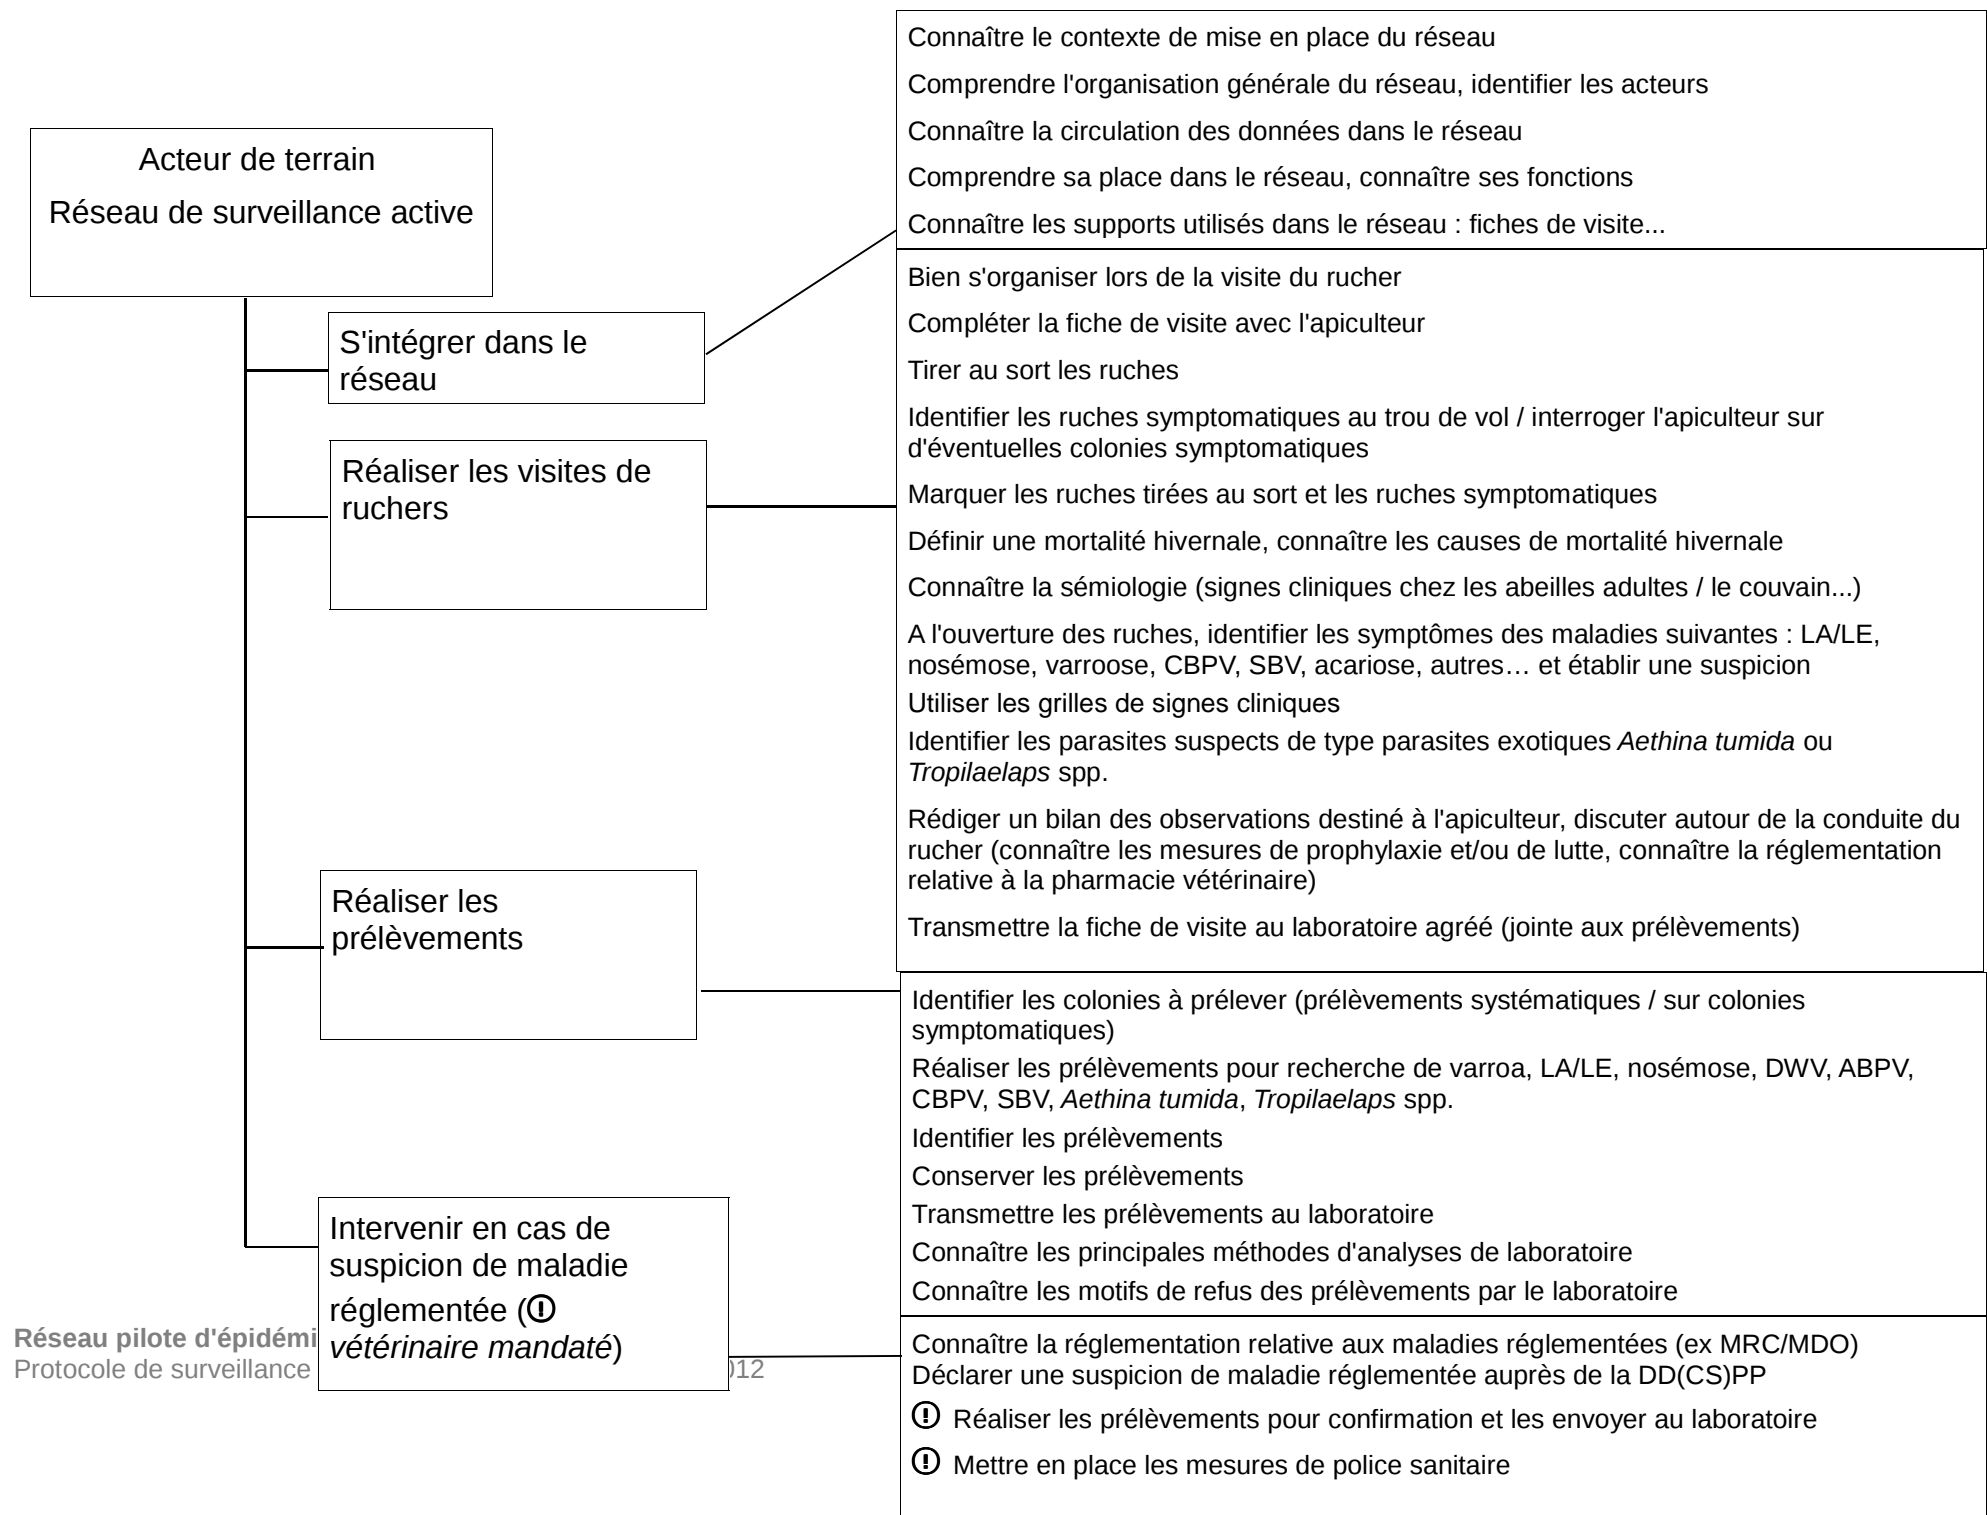 Acteur de terrain
Réseau de surveillance active
S'intégrer dans le
réseau
Connaître le contexte de mise en place du réseau
Comprendre l'organisation générale du réseau, identifier les acteurs
Connaître la circulation des données dans le réseau
Comprendre sa place dans le réseau, connaître ses fonctions
Connaître les supports utilisés dans le réseau : fiches de visite...
Réaliser les visites de
ruchers
Bien s'organiser lors de la visite du rucher
Compléter la fiche de visite avec l'apiculteur
Tirer au sort les ruches
Identifier les ruches symptomatiques au trou de vol / interroger l'apiculteur sur
d'éventuelles colonies symptomatiques
Marquer les ruches tirées au sort et les ruches symptomatiques
Définir une mortalité hivernale, connaître les causes de mortalité hivernale
Connaître la sémiologie (signes cliniques chez les abeilles adultes / le couvain...)
A l'ouverture des ruches, identifier les symptômes des maladies suivantes : LA/LE,
nosémose, varroose, CBPV, SBV, acariose, autres… et établir une suspicion
Utiliser les grilles de signes cliniques
Identifier les parasites suspects de type parasites exotiques Aethina tumida ou
Tropilaelaps spp.
Rédiger un bilan des observations destiné à l'apiculteur, discuter autour de la conduite du
rucher (connaître les mesures de prophylaxie et/ou de lutte, connaître la réglementation
relative à la pharmacie vétérinaire)
Transmettre la fiche de visite au laboratoire agréé (jointe aux prélèvements)
Réaliser les
prélèvements
Identifier les colonies à prélever (prélèvements systématiques / sur colonies
symptomatiques)
Réaliser les prélèvements pour recherche de varroa, LA/LE, nosémose, DWV, ABPV,
CBPV, SBV, Aethina tumida, Tropilaelaps spp.
Identifier les prélèvements
Conserver les prélèvements
Transmettre les prélèvements au laboratoire
Connaître les principales méthodes d'analyses de laboratoire
Connaître les motifs de refus des prélèvements par le laboratoire
Intervenir en cas de
suspicion de maladie
réglementée (
vétérinaire mandaté)
Connaître la réglementation relative aux maladies réglementées (ex MRC/MDO)
Déclarer une suspicion de maladie réglementée auprès de la DD(CS)PP
Réaliser les prélèvements pour confirmation et les envoyer au laboratoire
Mettre en place les mesures de police sanitaire
Réseau pilote d'épidémi
Protocole de surveillance 012